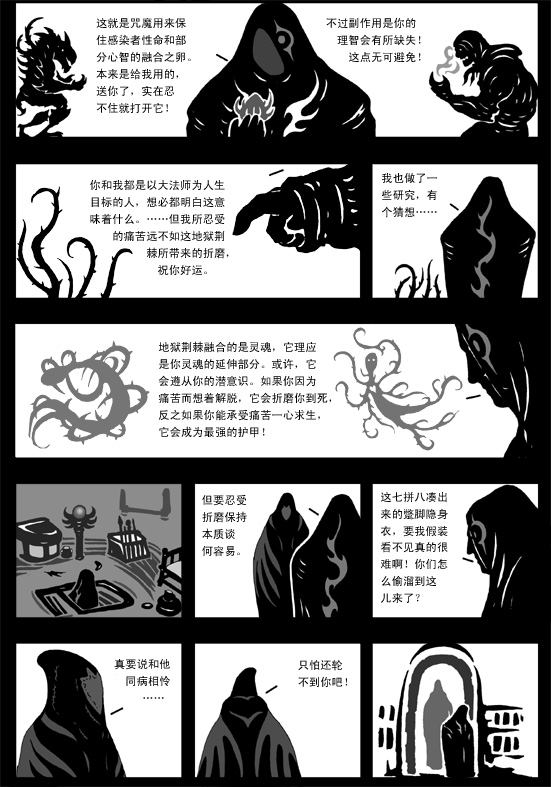 这就是咒魔用来保
住感染者性命和部
分心智的融合之卵。
本来是给我用的，
送你了，实在忍
不住就打开它！
不过副作用是你的
理智会有所缺失！
这点无可避免！
你和我都是以大法师为人生
目标的人，想必都明白这意
味着什么。……但我所忍受
的痛苦远不如这地狱荆
棘所带来的折磨，
祝你好运。
我也做了一
些研究，有
个猜想……
地狱荆棘融合的是灵魂，它理应
是你灵魂的延伸部分。或许，它
会遵从你的潜意识。如果你因为
痛苦而想着解脱，它会折磨你到死，
反之如果你能承受痛苦一心求生，
它会成为最强的护甲！
但要忍受
折磨保持
本质谈
何容易。
这七拼八凑出
来的蹩脚隐身
衣，要我假装
看不见真的很
难啊！你们怎
么偷溜到这
儿来了？
真要说和他
同病相怜
……
只怕还轮
不到你吧！